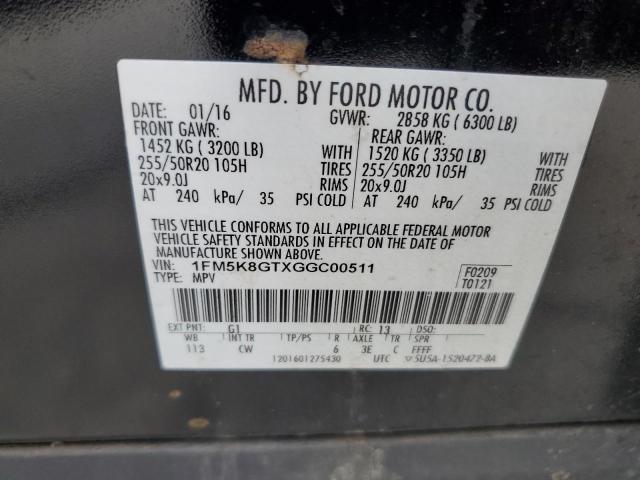 MFD. BY FORD MOTOR CO.
DATE: 01/16 GVWR: 2858 KG ( 6300 LB)
FRONT GAWR: REAR GAWR:
1452 KG ( 3200 LB) WITH 1520 KG ( 3350 LB) WITH
255/50R20 105H TIRES 255/50R20 105H TIRES
20x9.0J RIMS 20x9.0J RIMS
AT 240 kPa/ 35 PSI COLD AT 240 kPa/ 35 PSI COLD
THIS VEHICLE CONFORMS TO ALL APPLICABLE FEDERAL MOTOR
VEHICLE SAFETY STANDARDS IN EFFECT ON THE DATE OF
MANUFACTURE SHOWN ABOVE.
VIN: 1FM5K8GTXGGC00511 F0209
TYPE: MPV T0121
EXT PNT: G1 RC: 13 DSO:
WB INT TR TP/PS R AXLE TR SPR
113 CW 6 3E C FFFF
1201601275430 UTC 5U5A-1520472-BA